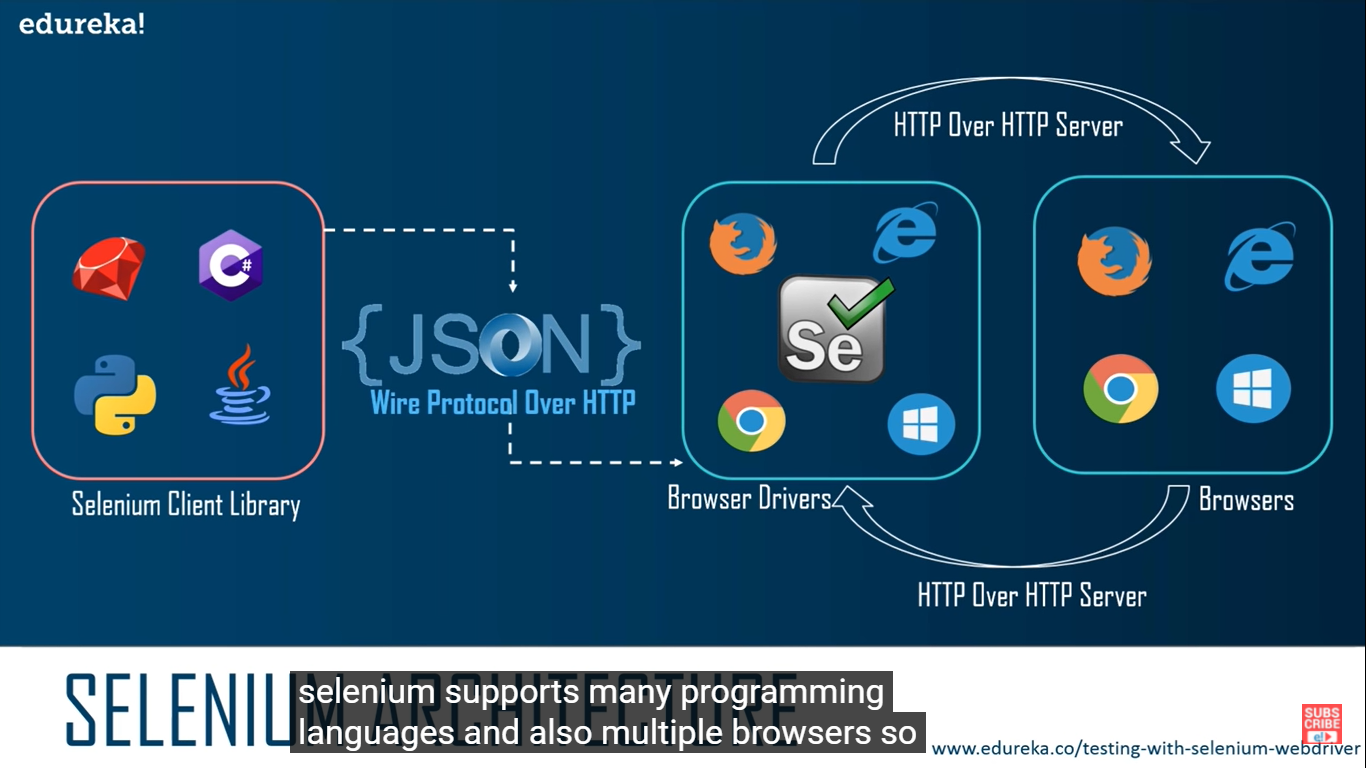 edureka!
HTTP Over HTTP Server
C#
{JSON}
Wire Protocol Over HTTP
Se
Selenium Client Library
Browser Drivers
Browsers
HTTP Over HTTP Server
SELENIUM ARCHITECTURE
selenium supports many programming
languages and also multiple browsers so
SUBS
CRIBE
e!
www.edureka.co/testing-with-selenium-webdriver